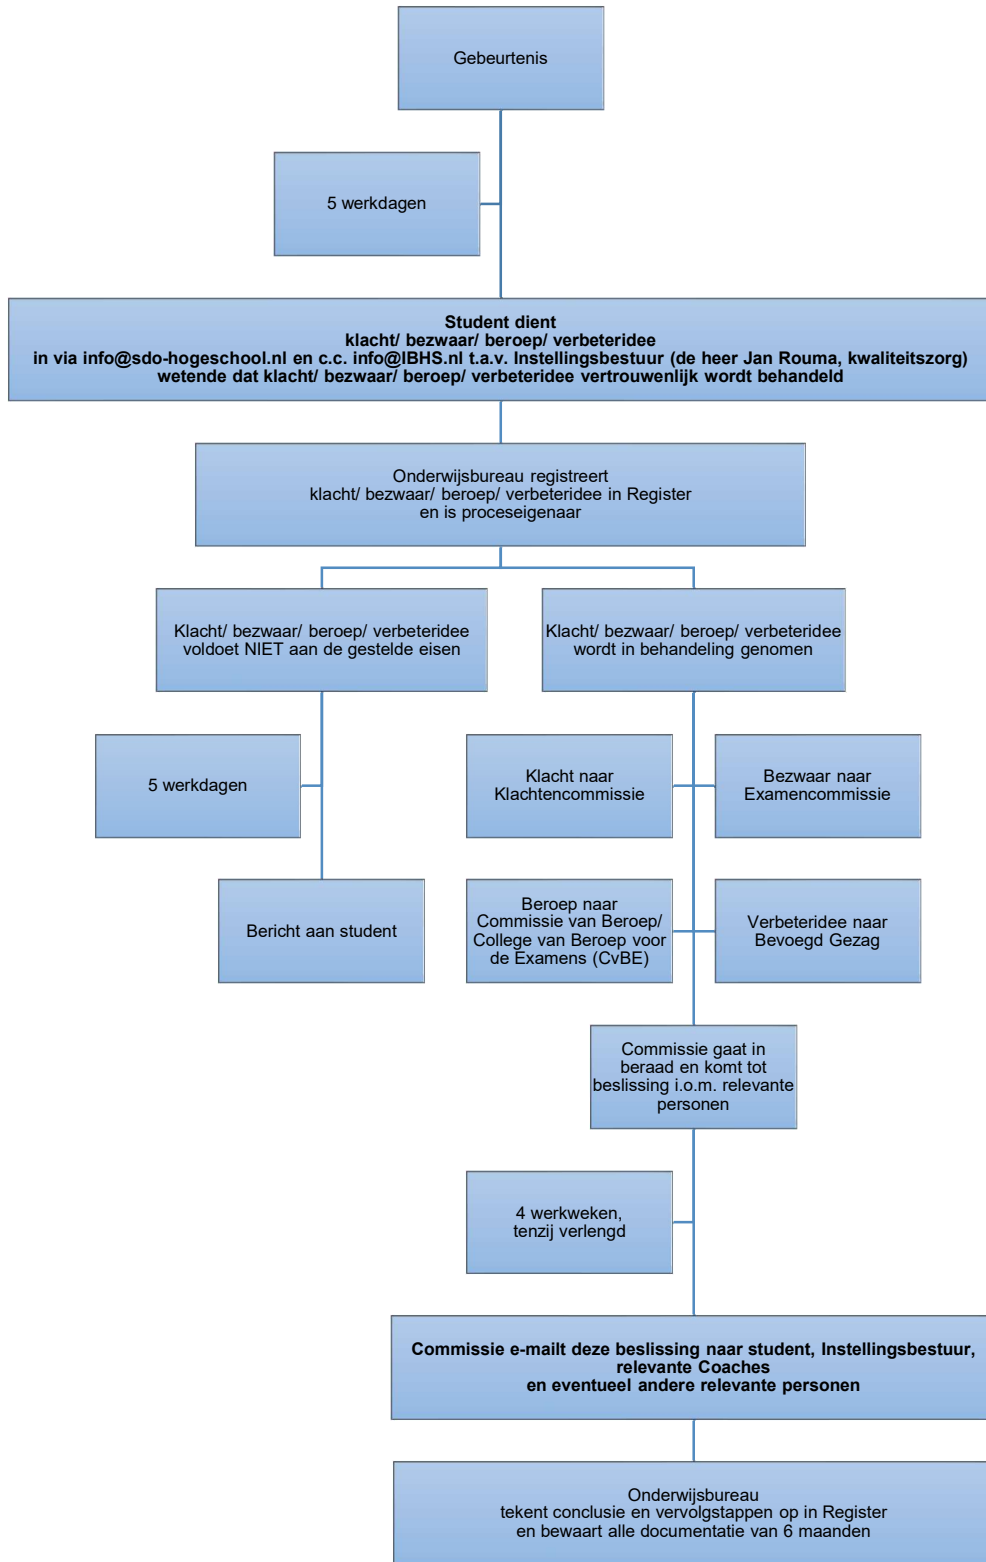 Gebeurtenis
5 werkdagen
Student dient
klacht/ bezwaar/ beroep/ verbeteridee
in via info@sdo-hogeschool.nl en c.c. info@IBHS.nl t.a.v. Instellingsbestuur (de heer Jan Rouma, kwaliteitszorg)
wetende dat klacht/ bezwaar/ beroep/ verbeteridee vertrouwenlijk wordt behandeld
Onderwijsbureau registreert
klacht/ bezwaar/ beroep/ verbeteridee in Register
en is proceseigenaar
Klacht/ bezwaar/ beroep/ verbeteridee
voldoet NIET aan de gestelde eisen
Klacht/ bezwaar/ beroep/ verbeteridee
wordt in behandeling genomen
5 werkdagen
Klacht naar
Klachtencommissie
Bezwaar naar
Examencommissie
Bericht aan student
Beroep naar
Commissie van Beroep/
College van Beroep voor
de Examens (CvBE)
Verbeteridee naar
Bevoegd Gezag
Commissie gaat in
beraad en komt tot
beslissing i.o.m. relevante
personen
4 werkweken,
tenzij verlengd
Commissie e-mailt deze beslissing naar student, Instellingsbestuur,
relevante Coaches
en eventueel andere relevante personen
Onderwijsbureau
tekent conclusie en vervolgstappen op in Register
en bewaart alle documentatie van 6 maanden